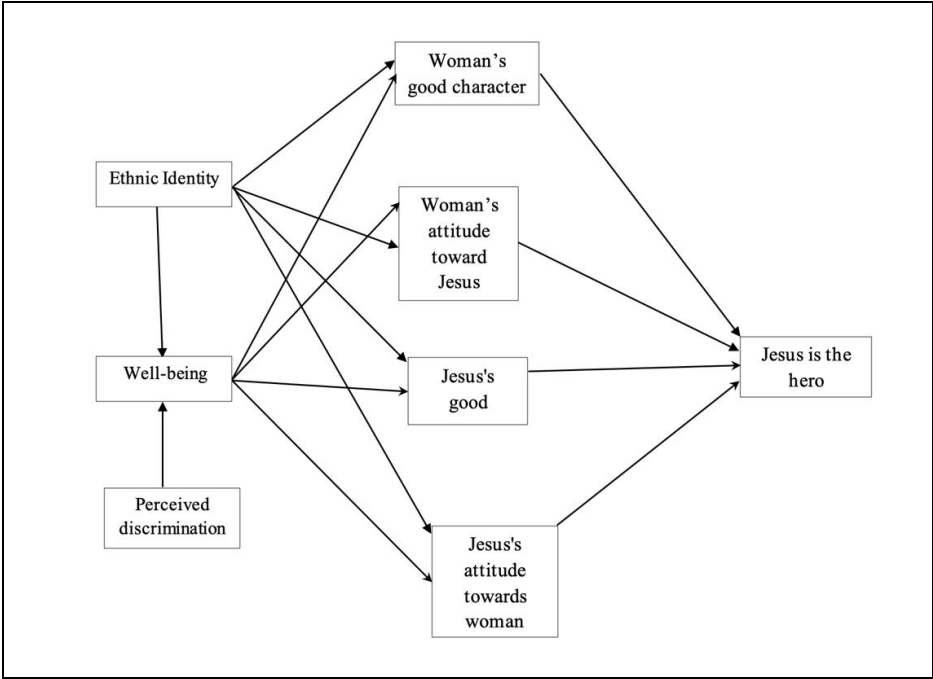 Woman’s
good character
Ethnic Identity
Woman’s
attitude
toward
Jesus
Well-being
Jesus's
good
Jesus is the
hero
Perceived
discrimination
Jesus's
attitude
towards
woman